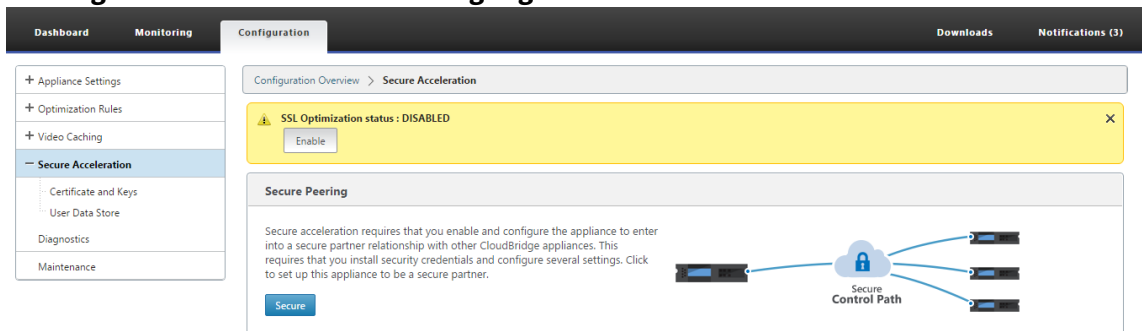 Dashboard Monitoring Configuration Downloads Notifications (3)
+ Appliance Settings
+ Optimization Rules
+ Video Caching
− Secure Acceleration
Certificate and Keys
User Data Store
Diagnostics
Maintenance
Configuration Overview > Secure Acceleration
SSL Optimization status : DISABLED
Enable
Secure Peering
Secure acceleration requires that you enable and configure the appliance to enter
into a secure partner relationship with other CloudBridge appliances. This
requires that you install security credentials and configure several settings. Click
to set up this appliance to be a secure partner.
Secure
Secure
Control Path